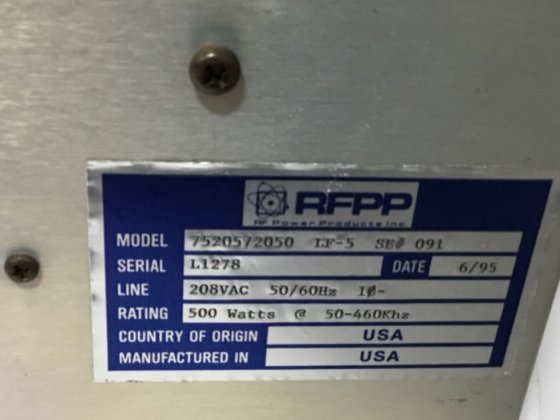 RFPP
RF Power Products Inc.
MODEL 7520572050 LF-5 SE# 091
SERIAL L1278 DATE 6/95
LINE 208VAC 50/60Hz 1Ø-
RATING 500 Watts @ 50-460Khz
COUNTRY OF ORIGIN USA
MANUFACTURED IN USA